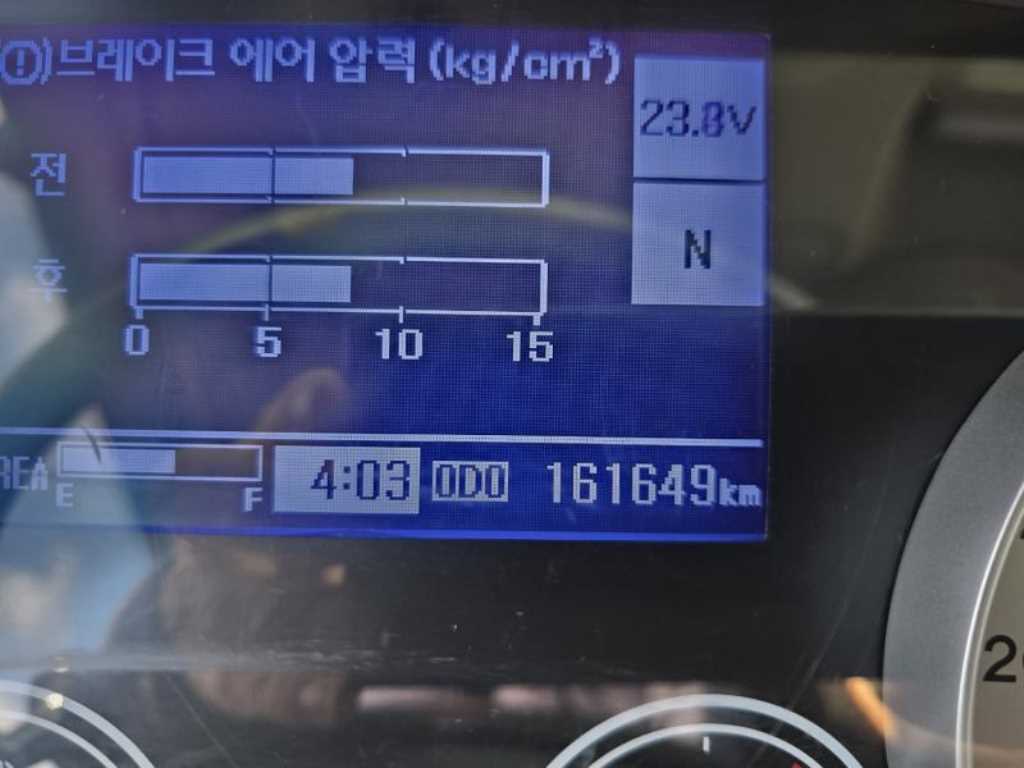 (!)브레이크 에어 압력 (kg/cm²)
23.8V
전
N
후
0 5 10 15
REA E F 4:03 ODO 161649km